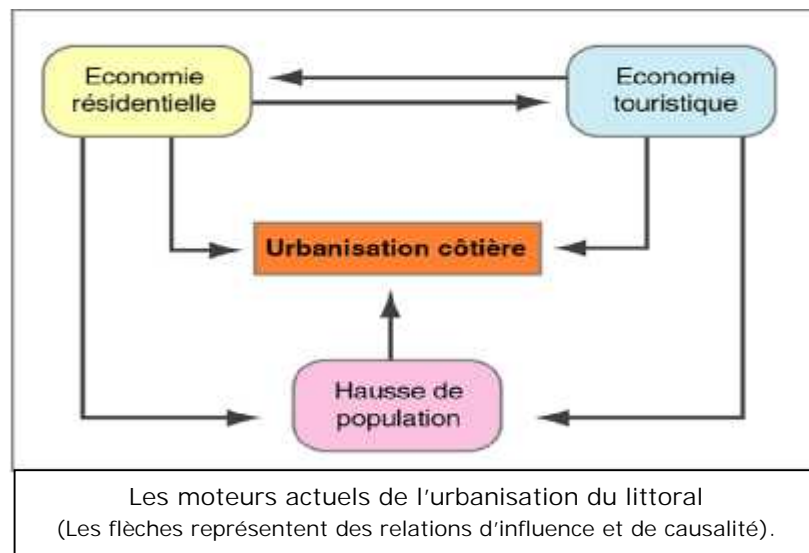 Economie
résidentielle
Economie
touristique
Urbanisation côtière
Hausse de
population
Les moteurs actuels de l'urbanisation du littoral
(Les flèches représentent des relations d'influence et de causalité).